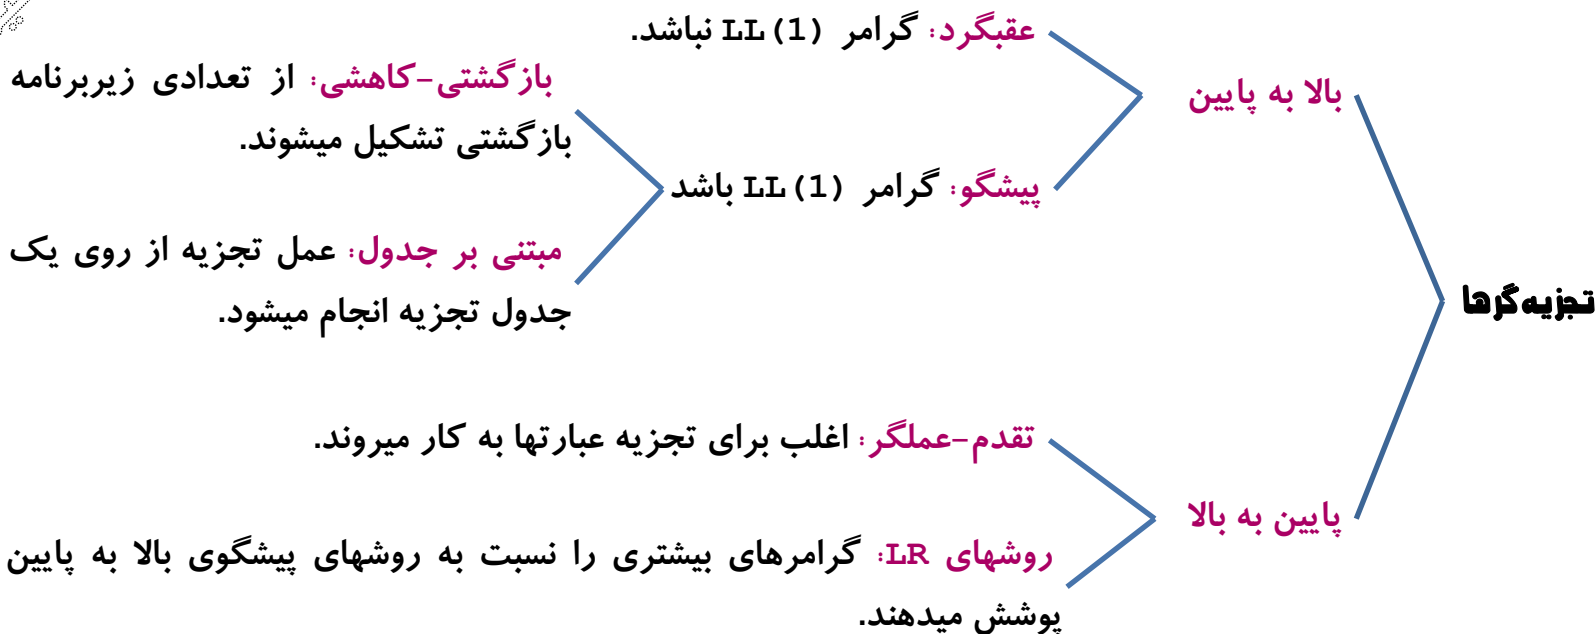 تجزیه‌گرها
بالا به پایین
عقبگرد: گرامر LL(1) نباشد.
پیشگو: گرامر LL(1) باشد
بازگشتی-کاهشی: از تعدادی زیربرنامه
بازگشتی تشکیل میشوند.
مبتنی بر جدول: عمل تجزیه از روی یک
جدول تجزیه انجام میشود.
پایین به بالا
تقدم-عملگر: اغلب برای تجزیه عبارتها به کار میروند.
روشهای LR: گرامرهای بیشتری را نسبت به روشهای پیشگوی بالا به پایین
پوشش میدهند.